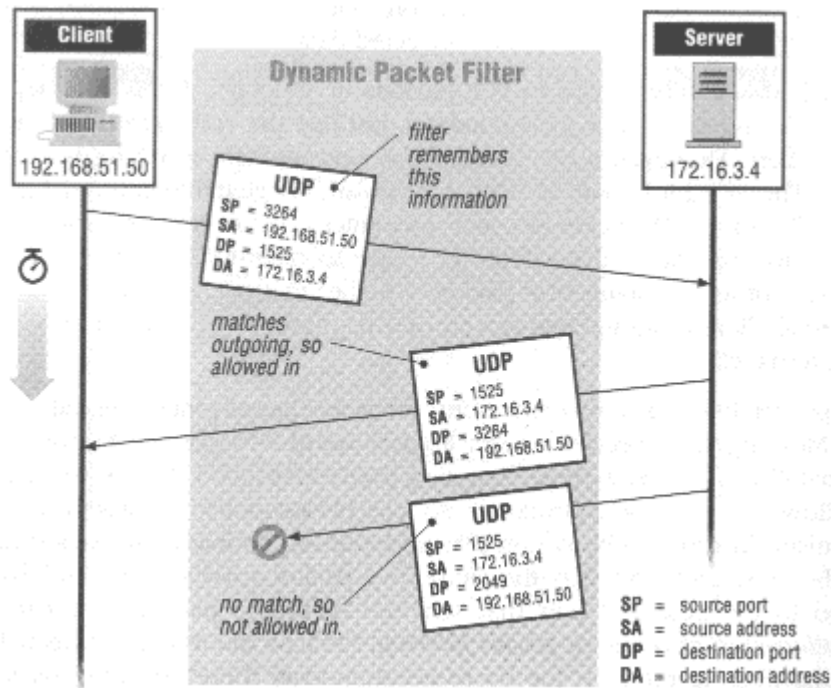 Client
192.168.51.50
Dynamic Packet Filter
Server
172.16.3.4
filter
remembers
this
information
UDP
SP = 3264
SA = 192.168.51.50
DP = 1525
DA = 172.16.3.4
matches
outgoing, so
allowed in
UDP
SP = 1525
SA = 172.16.3.4
DP = 3264
DA = 192.168.51.50
UDP
SP = 1525
SA = 172.16.3.4
DP = 2049
DA = 192.168.51.50
no match, so
not allowed in.
SP = source port
SA = source address
DP = destination port
DA = destination address